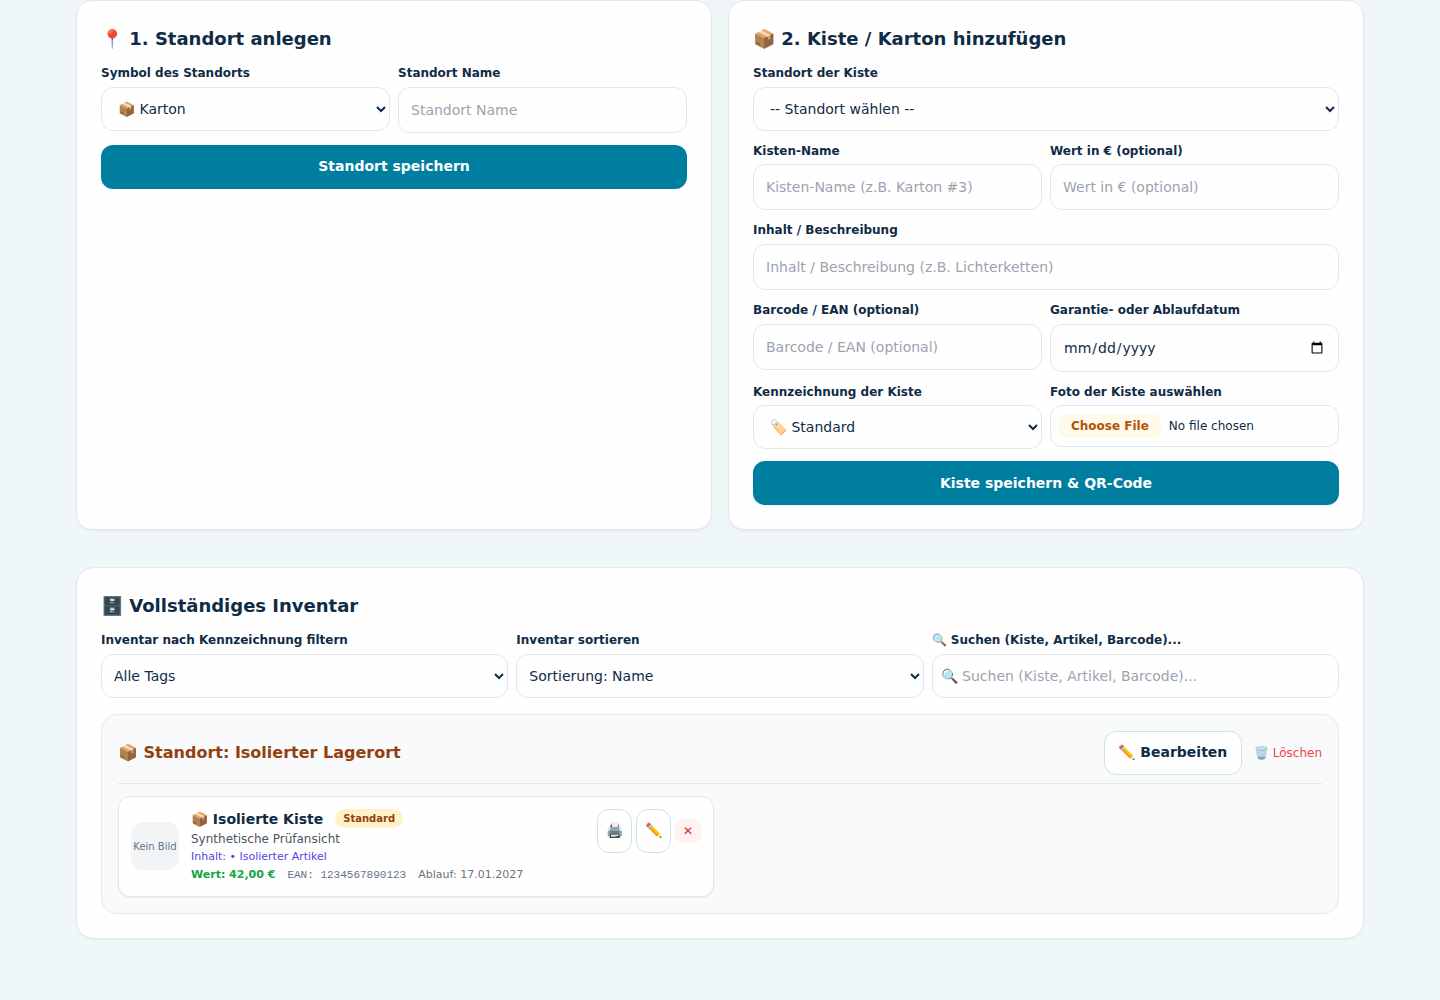 📍 1. Standort anlegen
Symbol des Standorts
Standort Name
📦 Karton
Standort Name
Standort speichern
📦 2. Kiste / Karton hinzufügen
Standort der Kiste
-- Standort wählen --
Kisten-Name
Wert in € (optional)
Kisten-Name (z.B. Karton #3)
Wert in € (optional)
Inhalt / Beschreibung
Inhalt / Beschreibung (z.B. Lichterketten)
Barcode / EAN (optional)
Garantie- oder Ablaufdatum
Barcode / EAN (optional)
mm/dd/yyyy
Kennzeichnung der Kiste
Foto der Kiste auswählen
🏷️ Standard
Choose File No file chosen
Kiste speichern & QR-Code
🗄️ Vollständiges Inventar
Inventar nach Kennzeichnung filtern
Inventar sortieren
🔍 Suchen (Kiste, Artikel, Barcode)...
Alle Tags
Sortierung: Name
🔍 Suchen (Kiste, Artikel, Barcode)...
📦 Standort: Isolierter Lagerort
✏️ Bearbeiten
🗑️ Löschen
Kein Bild
📦 Isolierte Kiste Standard
Synthetische Prüfansicht
Inhalt: • Isolierter Artikel
Wert: 42,00 € EAN: 1234567890123 Ablauf: 17.01.2027
🖨️ ✏️ ✕